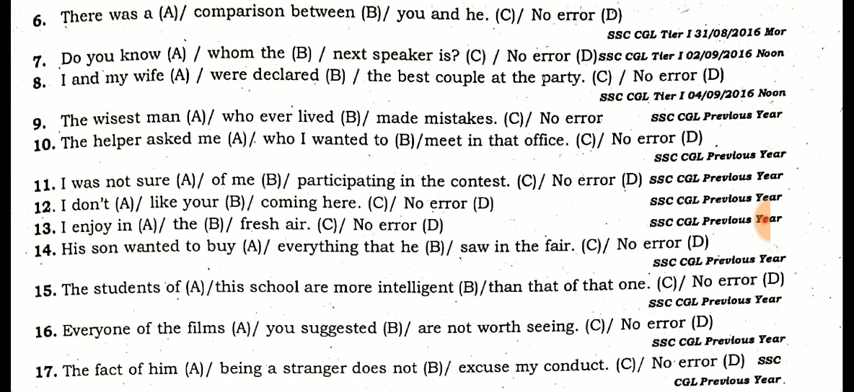 6. There was a (A)/ comparison between (B)/ you and he. (C)/ No error (D)
SSC CGL Tier I 31/08/2016 Mor
7. Do you know (A) / whom the (B) / next speaker is? (C) / No error (D)SSC CGL Tier I 02/09/2016 Noon
8. I and my wife (A) / were declared (B) / the best couple at the party. (C) / No error (D)
SSC CGL Tier I 04/09/2016 Noon
9. The wisest man (A)/ who ever lived (B)/ made mistakes. (C)/ No error SSC CGL Previous Year
10. The helper asked me (A)/ who I wanted to (B)/meet in that office. (C)/ No error (D)
SSC CGL Previous Year
11. I was not sure (A)/ of me (B)/ participating in the contest. (C)/ No error (D) SSC CGL Previous Year
12. I don't (A)/ like your (B)/ coming here. (C)/ No error (D) SSC CGL Previous Year
13. I enjoy in (A)/ the (B)/ fresh air. (C)/ No error (D) SSC CGL Previous Year
14. His son wanted to buy (A)/ everything that he (B)/ saw in the fair. (C)/ No error (D)
SSC CGL Previous Year
15. The students of (A)/this school are more intelligent (B)/than that of that one. (C)/ No error (D)
SSC CGL Previous Year
16. Everyone of the films (A)/ you suggested (B)/ are not worth seeing. (C)/ No error (D)
SSC CGL Previous Year
17. The fact of him (A)/ being a stranger does not (B)/ excuse my conduct. (C)/ No error (D) SSC
CGL Previous Year